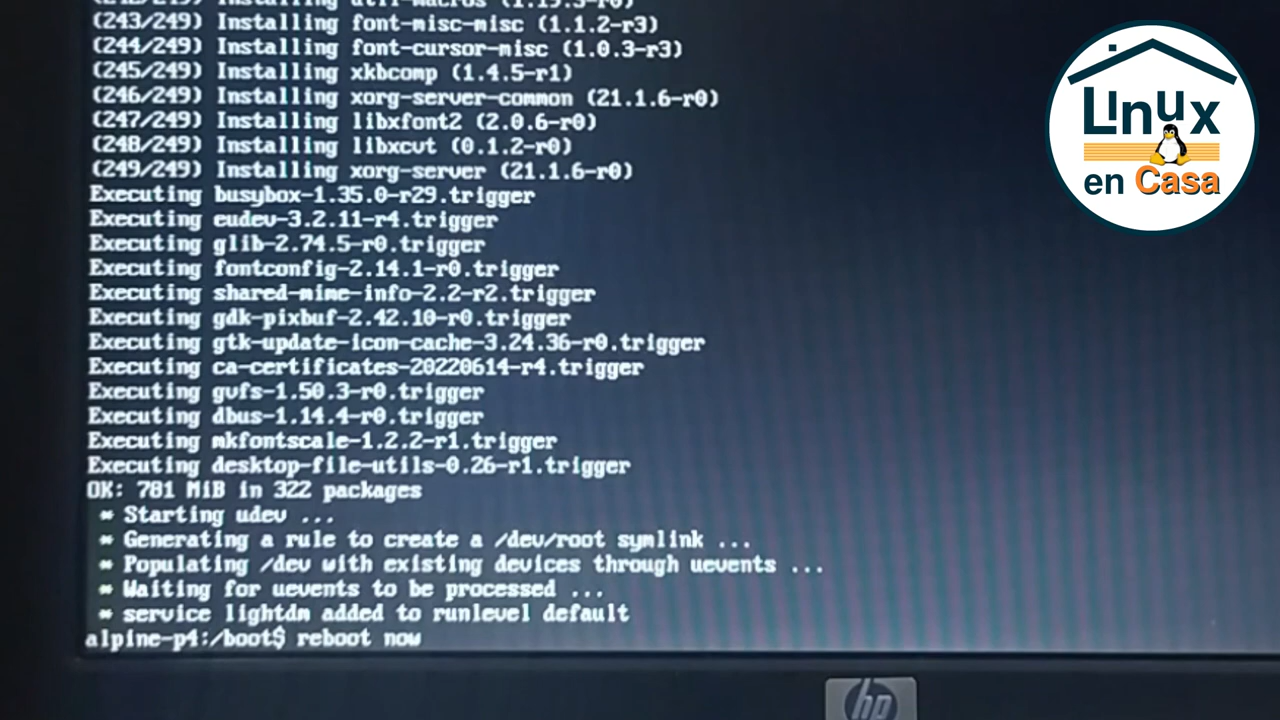 (242/249) Installing util-macros (1.19.3-r0)
(243/249) Installing font-misc-misc (1.1.2-r3)
(244/249) Installing font-cursor-misc (1.0.3-r3)
(245/249) Installing xkbcomp (1.4.5-r1)
(246/249) Installing xorg-server-common (21.1.6-r0)
(247/249) Installing libxfont2 (2.0.6-r0)
(248/249) Installing libxcvt (0.1.2-r0)
(249/249) Installing xorg-server (21.1.6-r0)
Executing busybox-1.35.0-r29.trigger
Executing eudev-3.2.11-r4.trigger
Executing glib-2.74.5-r0.trigger
Executing fontconfig-2.14.1-r0.trigger
Executing shared-mime-info-2.2-r2.trigger
Executing gdk-pixbuf-2.42.10-r0.trigger
Executing gtk-update-icon-cache-3.24.36-r0.trigger
Executing ca-certificates-20220614-r4.trigger
Executing gvfs-1.50.3-r0.trigger
Executing dbus-1.14.4-r0.trigger
Executing mkfontscale-1.2.2-r1.trigger
Executing desktop-file-utils-0.26-r1.trigger
OK: 781 MiB in 322 packages
* Starting udev ...
* Generating a rule to create a /dev/root symlink ...
* Populating /dev with existing devices through uevents ...
* Waiting for uevents to be processed ...
* service lightdm added to runlevel default
alpine-p4:/boot$ reboot now
hp
Linux
en Casa